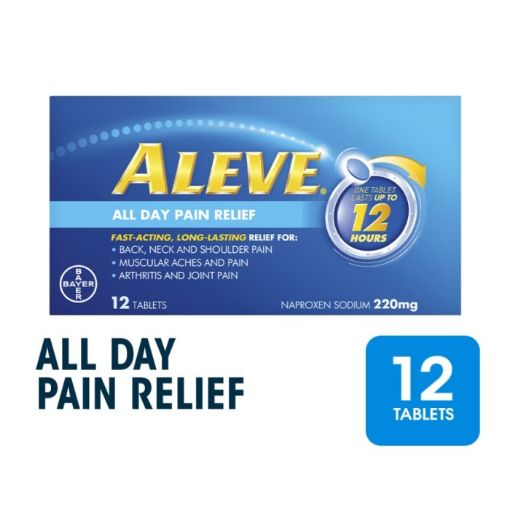 ALEVE®
ALL DAY PAIN RELIEF
FAST-ACTING, LONG-LASTING RELIEF FOR:
• BACK, NECK AND SHOULDER PAIN
• MUSCULAR ACHES AND PAIN
• ARTHRITIS AND JOINT PAIN
ONE TABLET
LASTS UP TO
12
HOURS
BAYER
BAYER
12 TABLETS
NAPROXEN SODIUM 220mg
ALL DAY
PAIN RELIEF
12
TABLETS